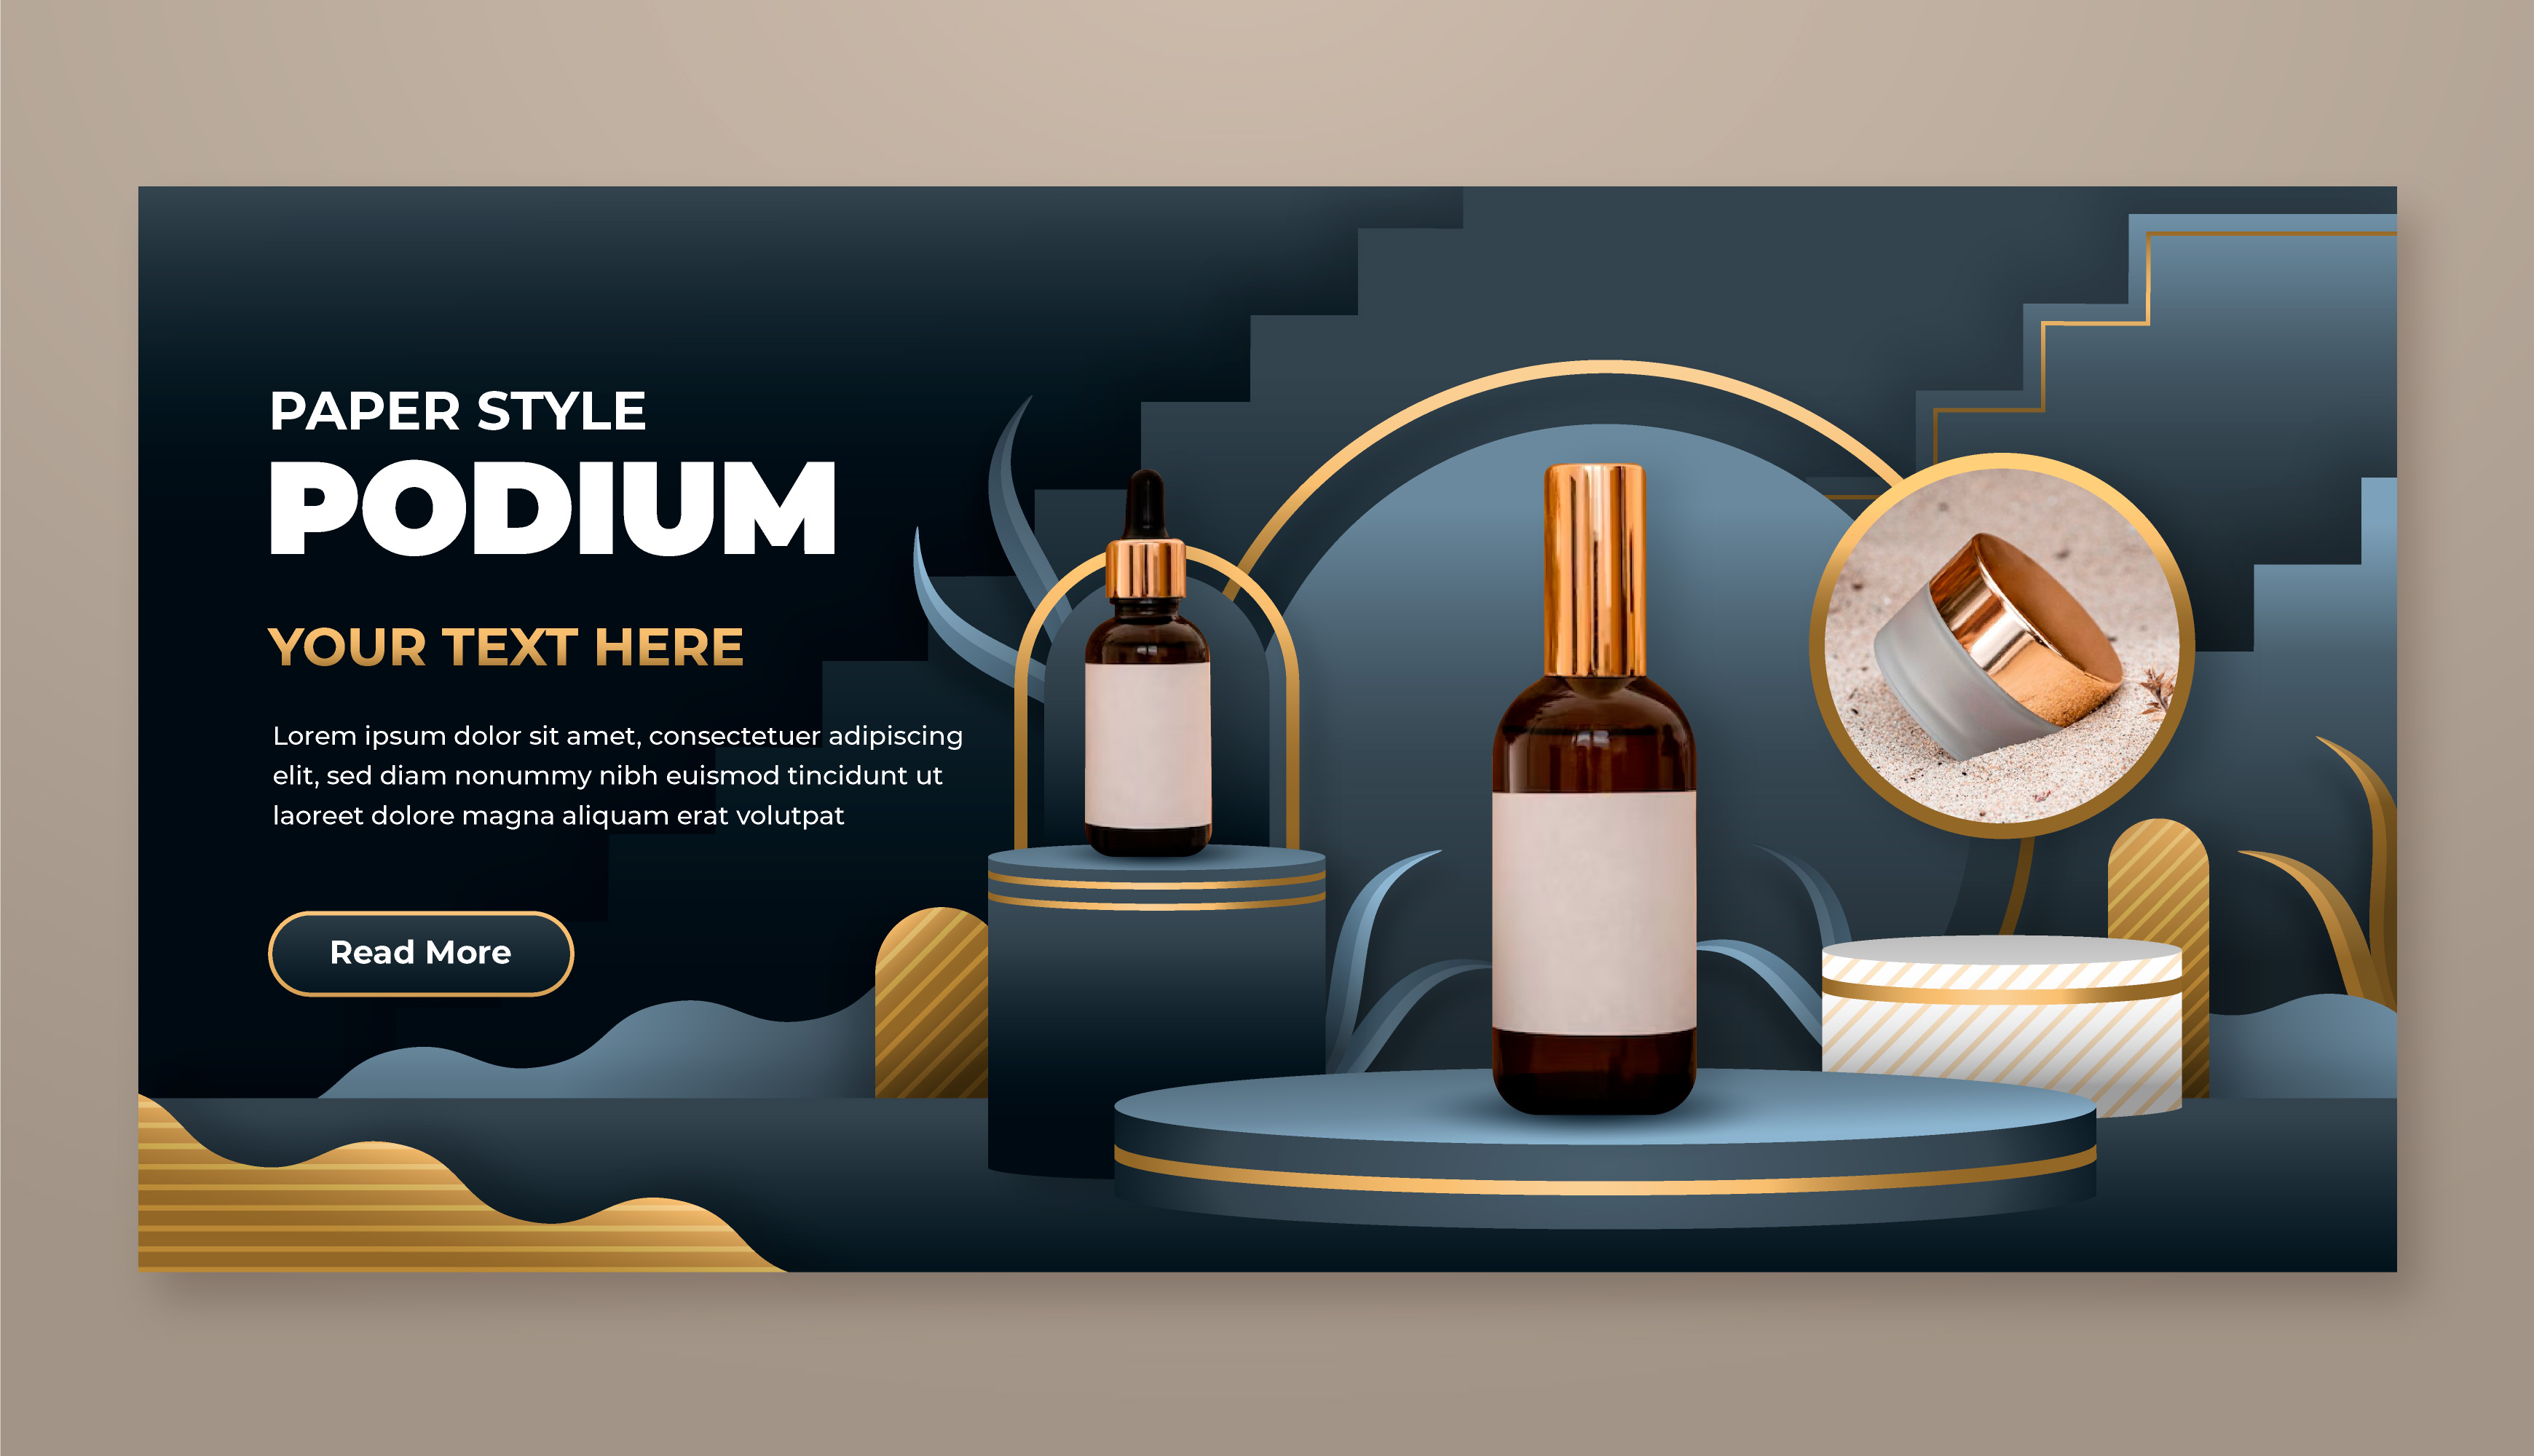 PAPER STYLE
PODIUM
YOUR TEXT HERE
Lorem ipsum dolor sit amet, consectetuer adipiscing
elit, sed diam nonummy nibh euismod tincidunt ut
laoreet dolore magna aliquam erat volutpat
Read More